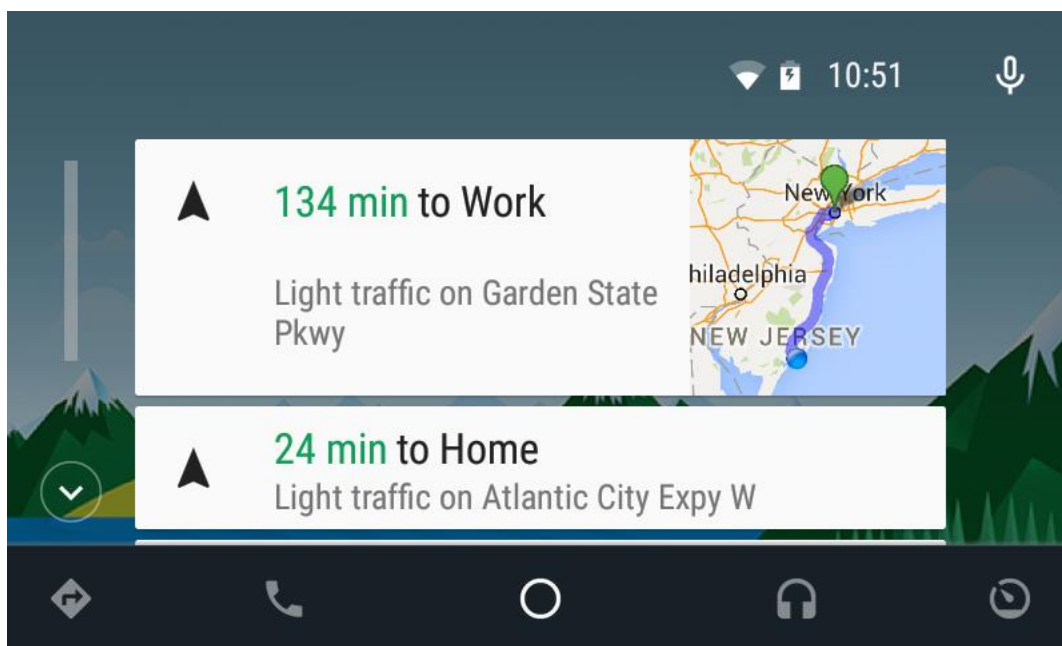 10:51
134 min to Work
Light traffic on Garden State
Pkwy
New York
hiladelphia
NEW JERSEY
24 min to Home
Light traffic on Atlantic City Expy W